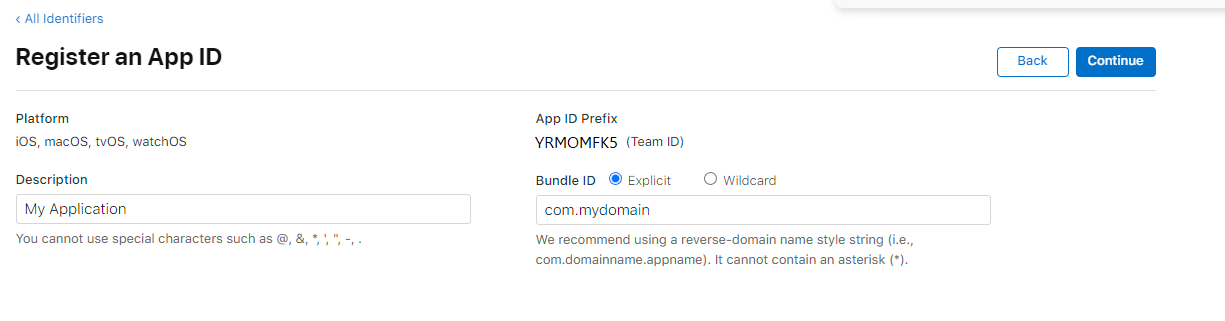 ‹ All Identifiers
Register an App ID
Back
Continue
Platform
iOS, macOS, tvOS, watchOS
App ID Prefix
YRMOMFK5 (Team ID)
Description
My Application
You cannot use special characters such as @, &, *, ', ", -, .
Bundle ID Explicit Wildcard
com.mydomain
We recommend using a reverse-domain name style string (i.e.,
com.domainname.appname). It cannot contain an asterisk (*).